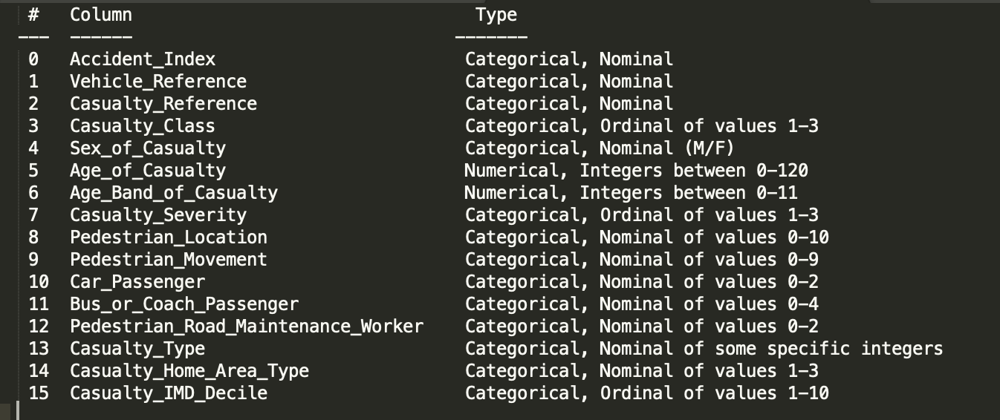 # Column Type
--- ------ -------
0 Accident_Index Categorical, Nominal
1 Vehicle_Reference Categorical, Nominal
2 Casualty_Reference Categorical, Nominal
3 Casualty_Class Categorical, Ordinal of values 1-3
4 Sex_of_Casualty Categorical, Nominal (M/F)
5 Age_of_Casualty Numerical, Integers between 0-120
6 Age_Band_of_Casualty Numerical, Integers between 0-11
7 Casualty_Severity Categorical, Ordinal of values 1-3
8 Pedestrian_Location Categorical, Nominal of values 0-10
9 Pedestrian_Movement Categorical, Nominal of values 0-9
10 Car_Passenger Categorical, Nominal of values 0-2
11 Bus_or_Coach_Passenger Categorical, Nominal of values 0-4
12 Pedestrian_Road_Maintenance_Worker Categorical, Nominal of values 0-2
13 Casualty_Type Categorical, Nominal of some specific integers
14 Casualty_Home_Area_Type Categorical, Nominal of values 1-3
15 Casualty_IMD_Decile Categorical, Ordinal of values 1-10